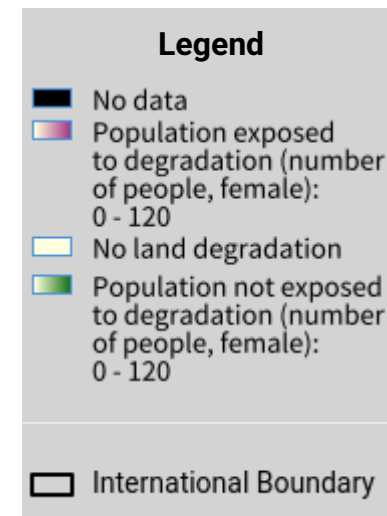 Legend
No data
Population exposed
to degradation (number
of people, female):
0 - 120
No land degradation
Population not exposed
to degradation (number
of people, female):
0 - 120
International Boundary